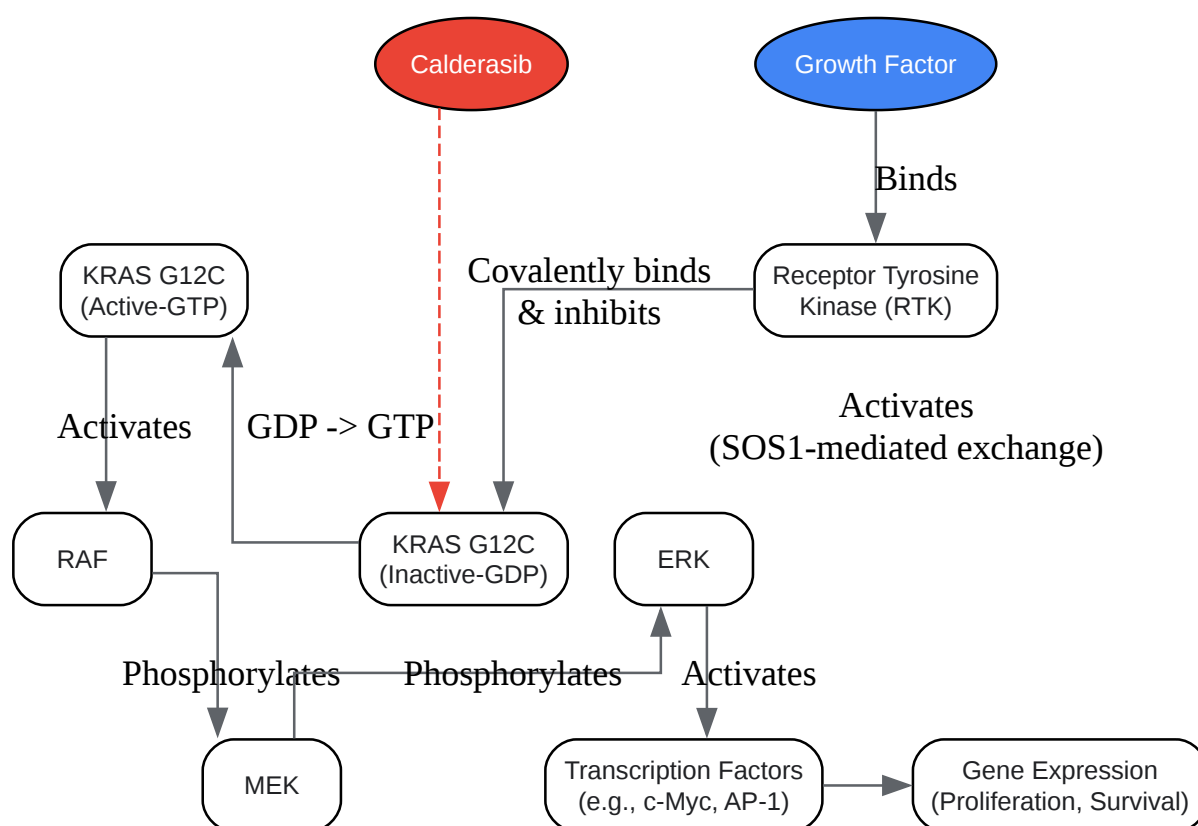 Calderasib
Growth Factor
Binds
KRAS G12C
(Active-GTP)
Covalently binds
& inhibits
Receptor Tyrosine
Kinase (RTK)
Activates
GDP -> GTP
Activates
(SOS1-mediated exchange)
RAF
KRAS G12C
(Inactive-GDP)
ERK
Phosphorylates
Phosphorylates
Activates
MEK
Transcription Factors
(e.g., c-Myc, AP-1)
Gene Expression
(Proliferation, Survival)